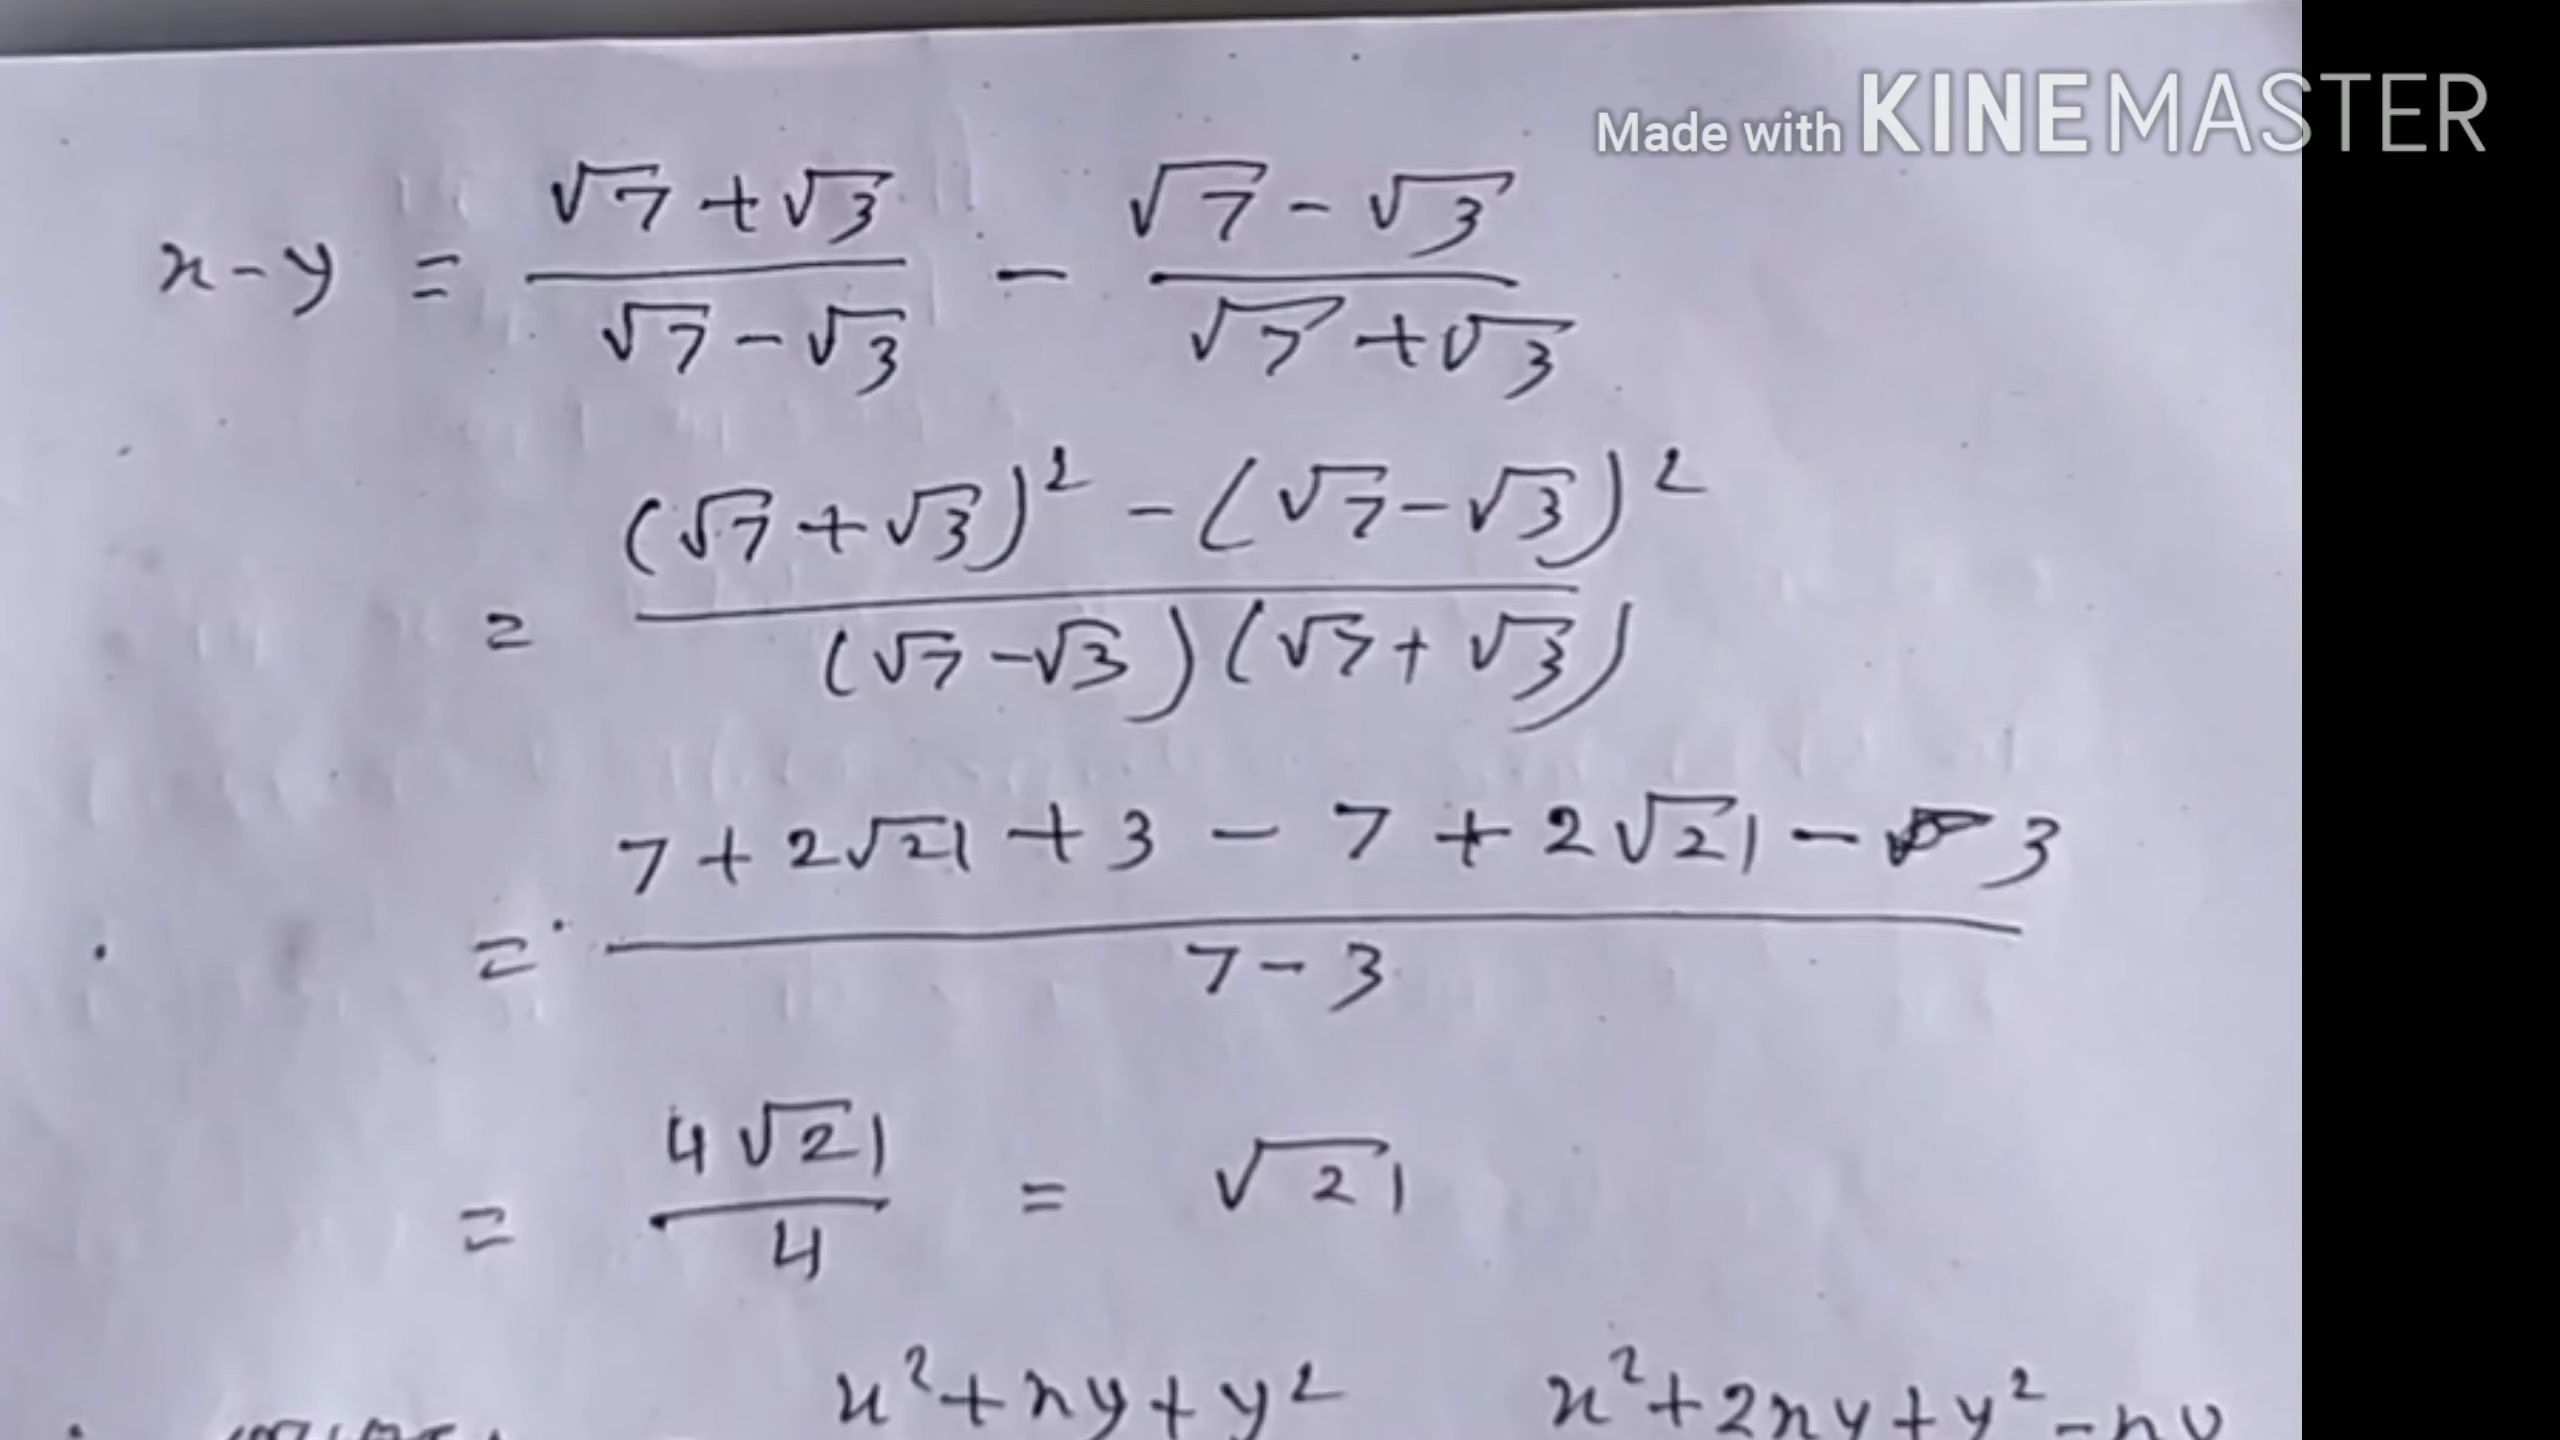 Made with KINEMASTER
x-y = (√7+√3)/(√7-√3) - (√7-√3)/(√7+√3)
= ((√7+√3)² - (√7-√3)²)/((√7-√3)(√7+√3))
= (7+2√21+3-7+2√21-3)/(7-3)
= 4√21/4 = √21
x²+xy+y² x²+2xy+y²-xy